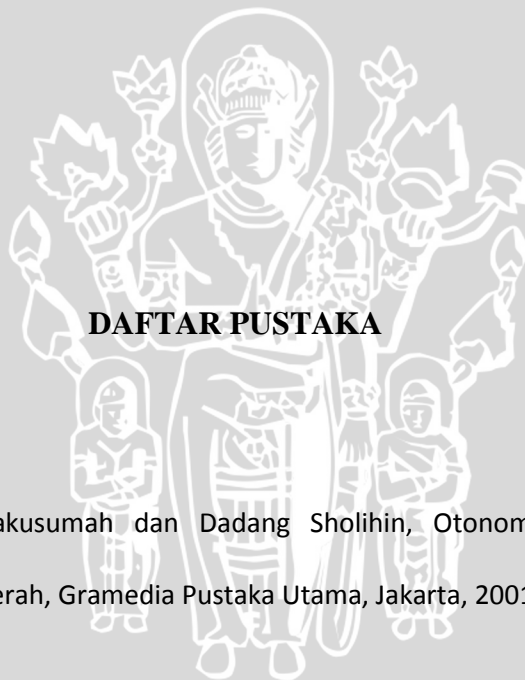 DAFTAR PUSTAKA
akusumah dan Dadang Sholihin, Otonom
erah, Gramedia Pustaka Utama, Jakarta, 2001